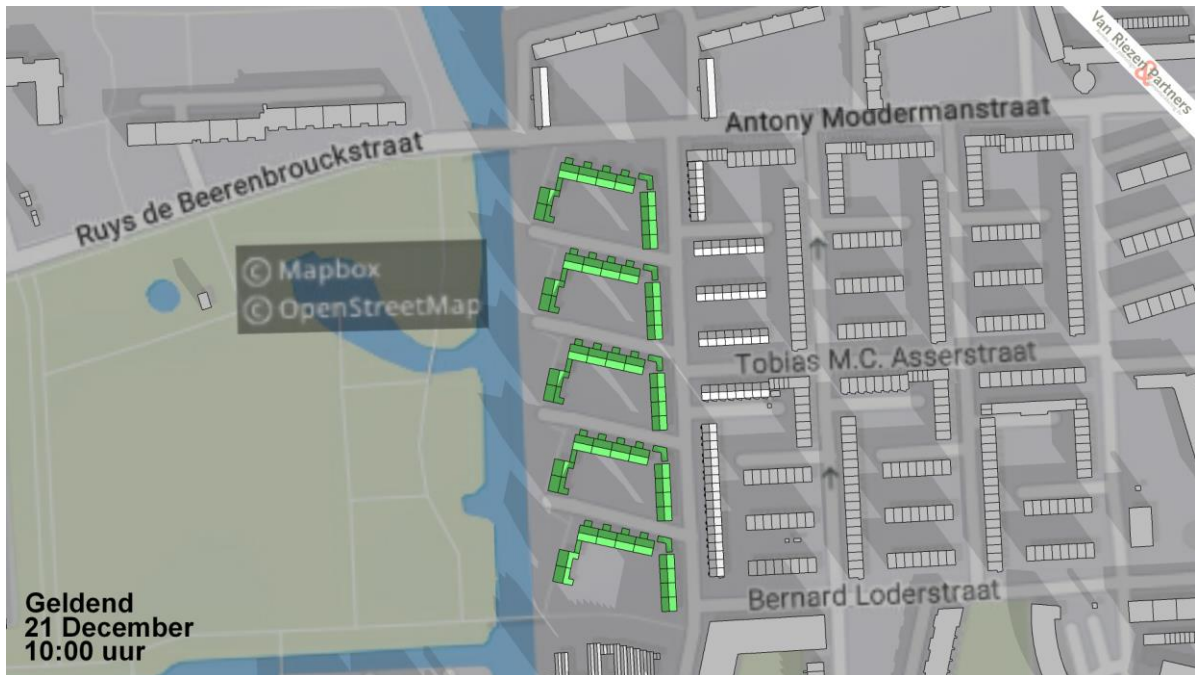 Van Riezen & Partners
Antony Moddermanstraat
Ruys de Beerenbrouckstraat
© Mapbox
© OpenStreetMap
Tobias M.C. Asserstraat
Bernard Loderstraat
Geldend
21 December
10:00 uur